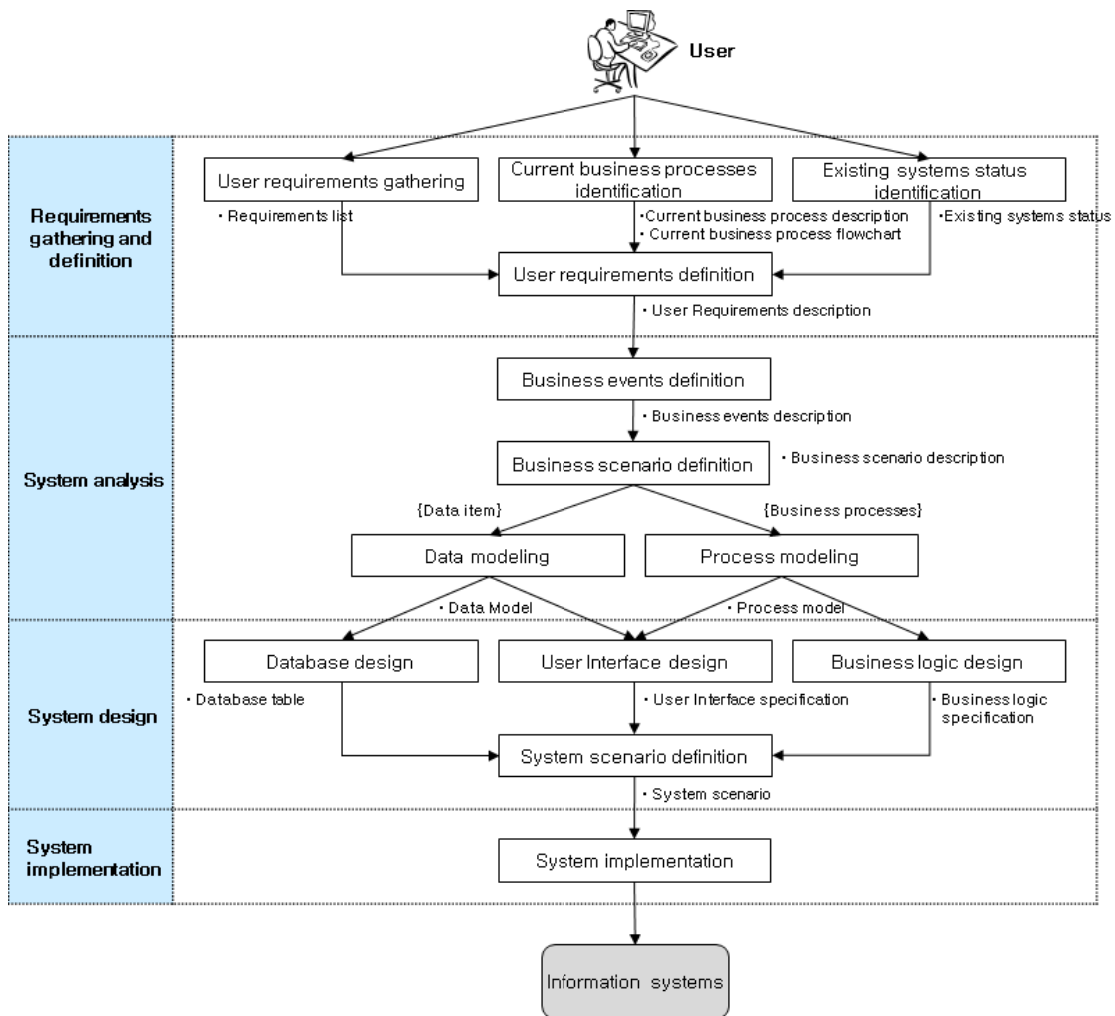 User
Requirements
gathering and
definition
User requirements gathering
Current business processes
identification
Existing systems status
identification
・Requirements list
・Current business process description
・Current business process flowchart
・Existing systems status
User requirements definition
・User Requirements description
System analysis
Business events definition
・Business events description
Business scenario definition
・Business scenario description
{Data item}
{Business processes}
Data modeling
Process modeling
・Data Model
・Process model
System design
Database design
User Interface design
Business logic design
・Database table
・User Interface specification
・Business logic
specification
System scenario definition
・System scenario
System
implementation
System implementation
Information systems